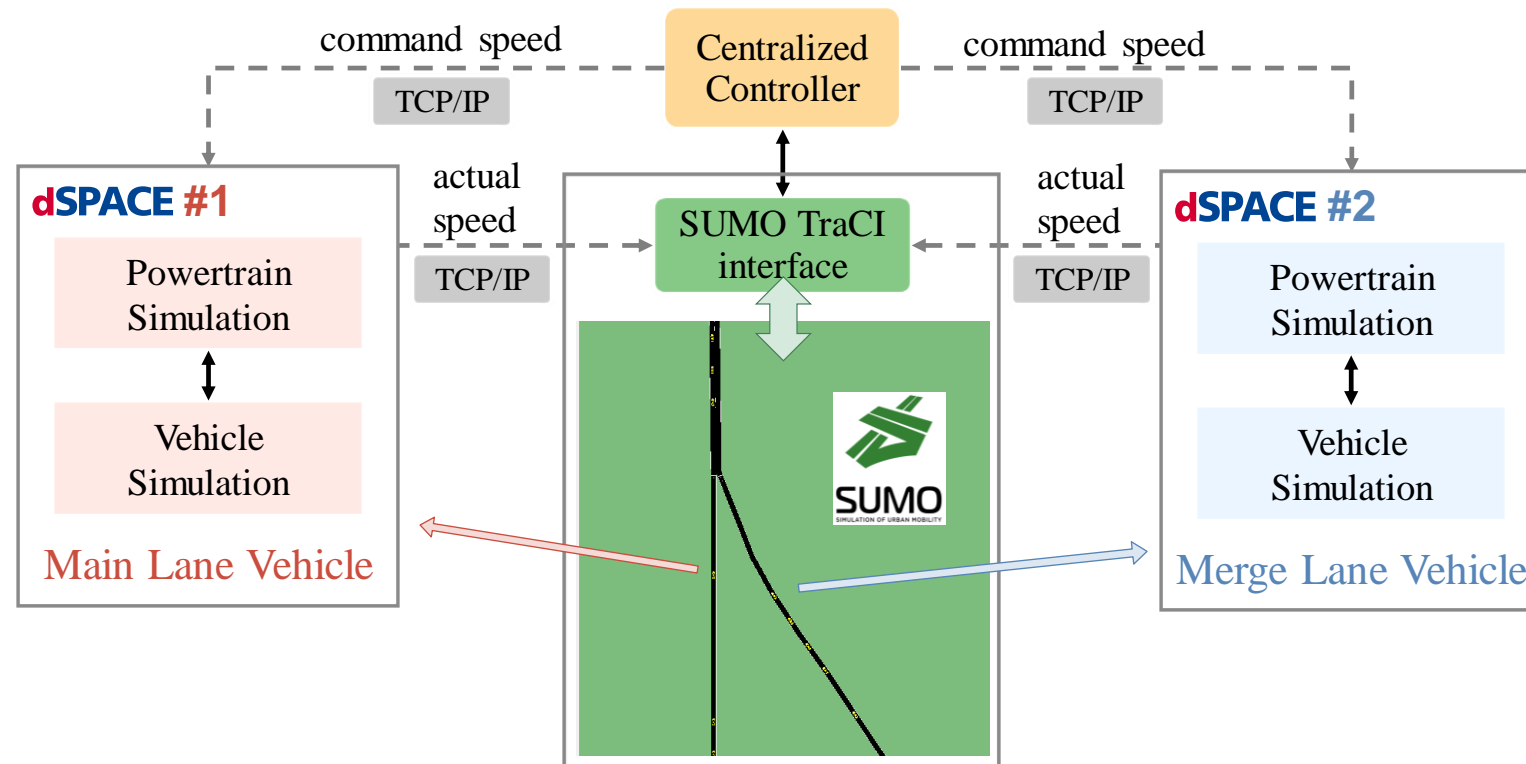 command speed
TCP/IP
Centralized
Controller
command speed
TCP/IP
dSPACE #1
Powertrain
Simulation
Vehicle
Simulation
Main Lane Vehicle
actual
speed
TCP/IP
SUMO TraCI
interface
SUMO
SIMULATION OF URBAN MOBILITY
actual
speed
TCP/IP
dSPACE #2
Powertrain
Simulation
Vehicle
Simulation
Merge Lane Vehicle